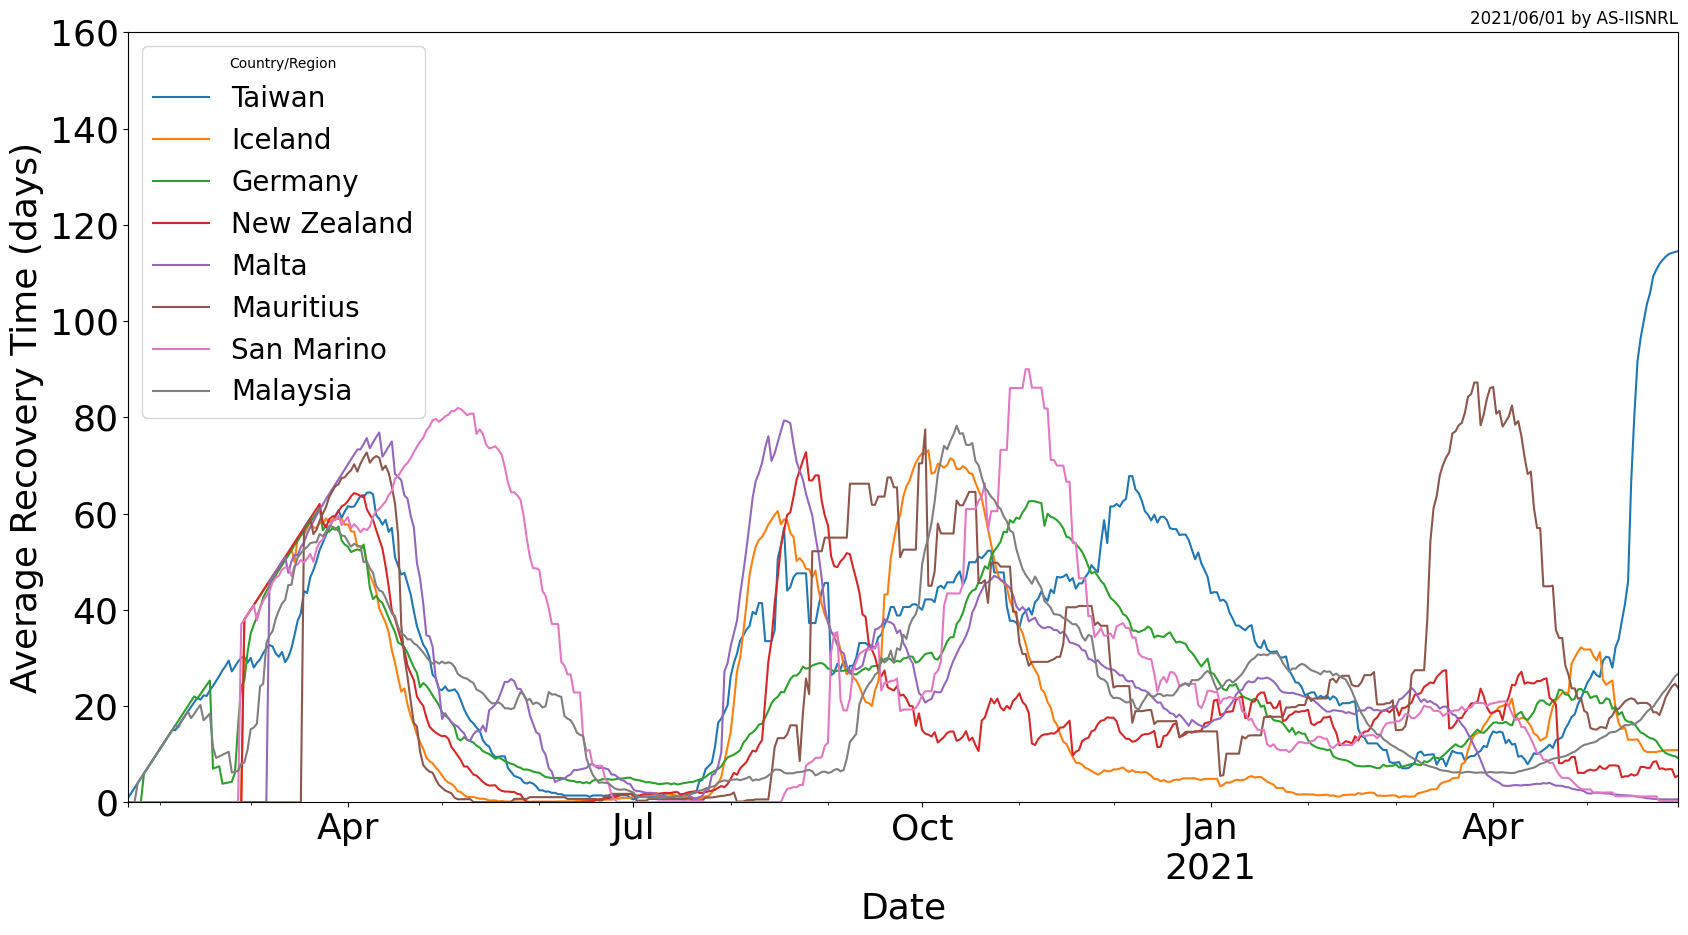 2021/06/01 by AS-IISNRL
Average Recovery Time (days)
160
140
120
100
80
60
40
20
0
Country/Region
Taiwan
Iceland
Germany
New Zealand
Malta
Mauritius
San Marino
Malaysia
Apr Jul Oct Jan Apr
2021
Date